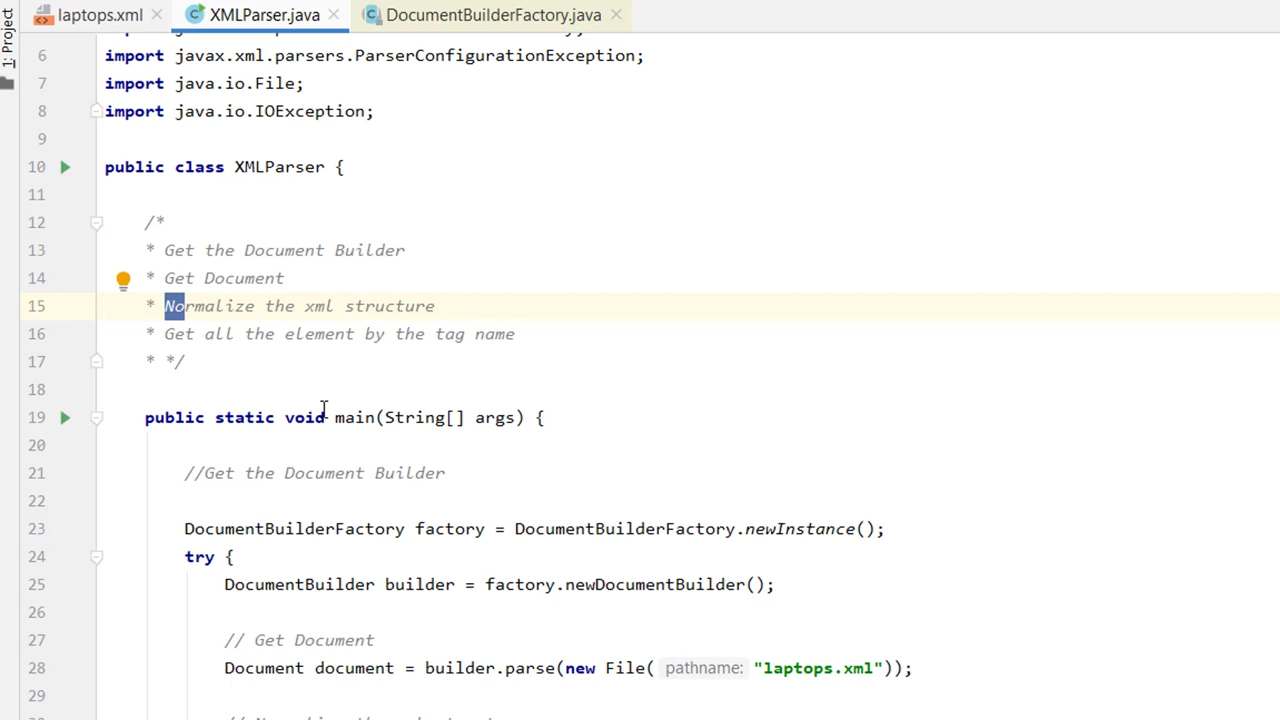 laptops.xml XMLParser.java DocumentBuilderFactory.java
1: Project
6 import javax.xml.parsers.ParserConfigurationException;
7 import java.io.File;
8 import java.io.IOException;
9
10 public class XMLParser {
11
12 /*
13 * Get the Document Builder
14 * Get Document
15 * Normalize the xml structure
16 * Get all the element by the tag name
17 * */
18
19 public static void main(String[] args) {
20
21 //Get the Document Builder
22
23 DocumentBuilderFactory factory = DocumentBuilderFactory.newInstance();
24 try {
25 DocumentBuilder builder = factory.newDocumentBuilder();
26
27 // Get Document
28 Document document = builder.parse(new File( pathname: "laptops.xml"));
29